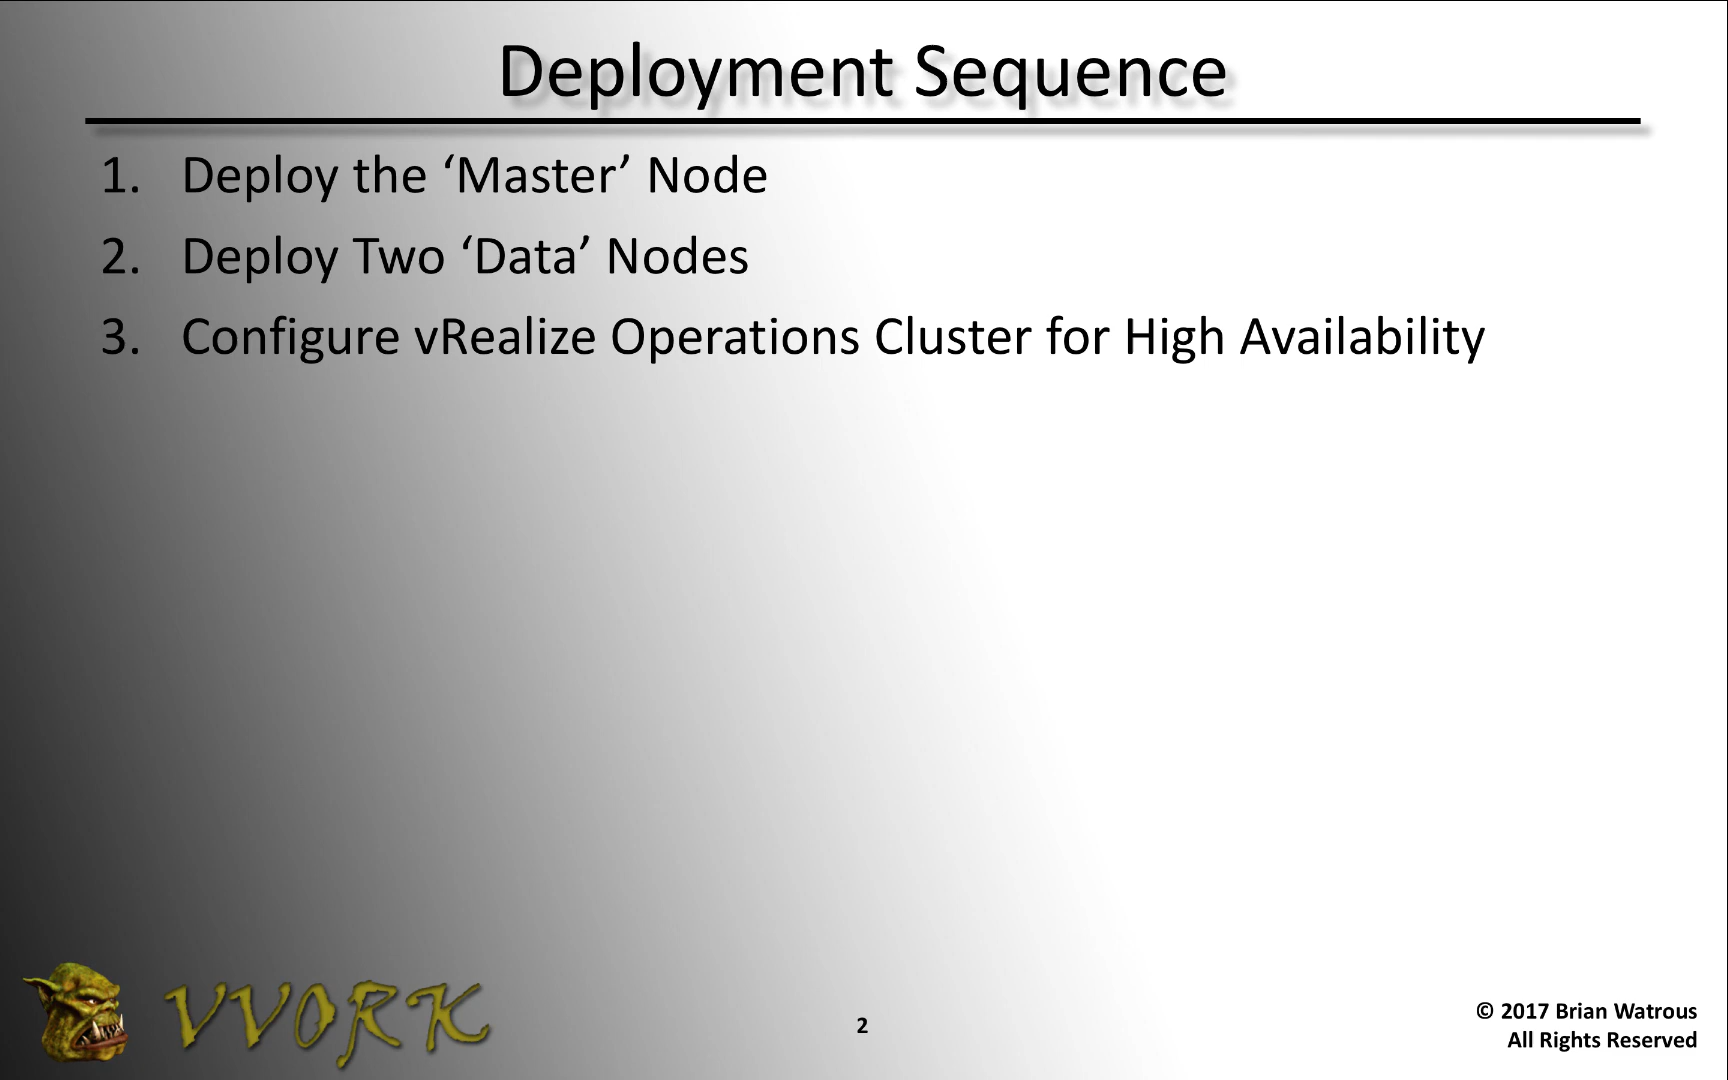 Deployment Sequence
1. Deploy the ‘Master’ Node
2. Deploy Two ‘Data’ Nodes
3. Configure vRealize Operations Cluster for High Availability
VVORK
2
© 2017 Brian Watrous
All Rights Reserved